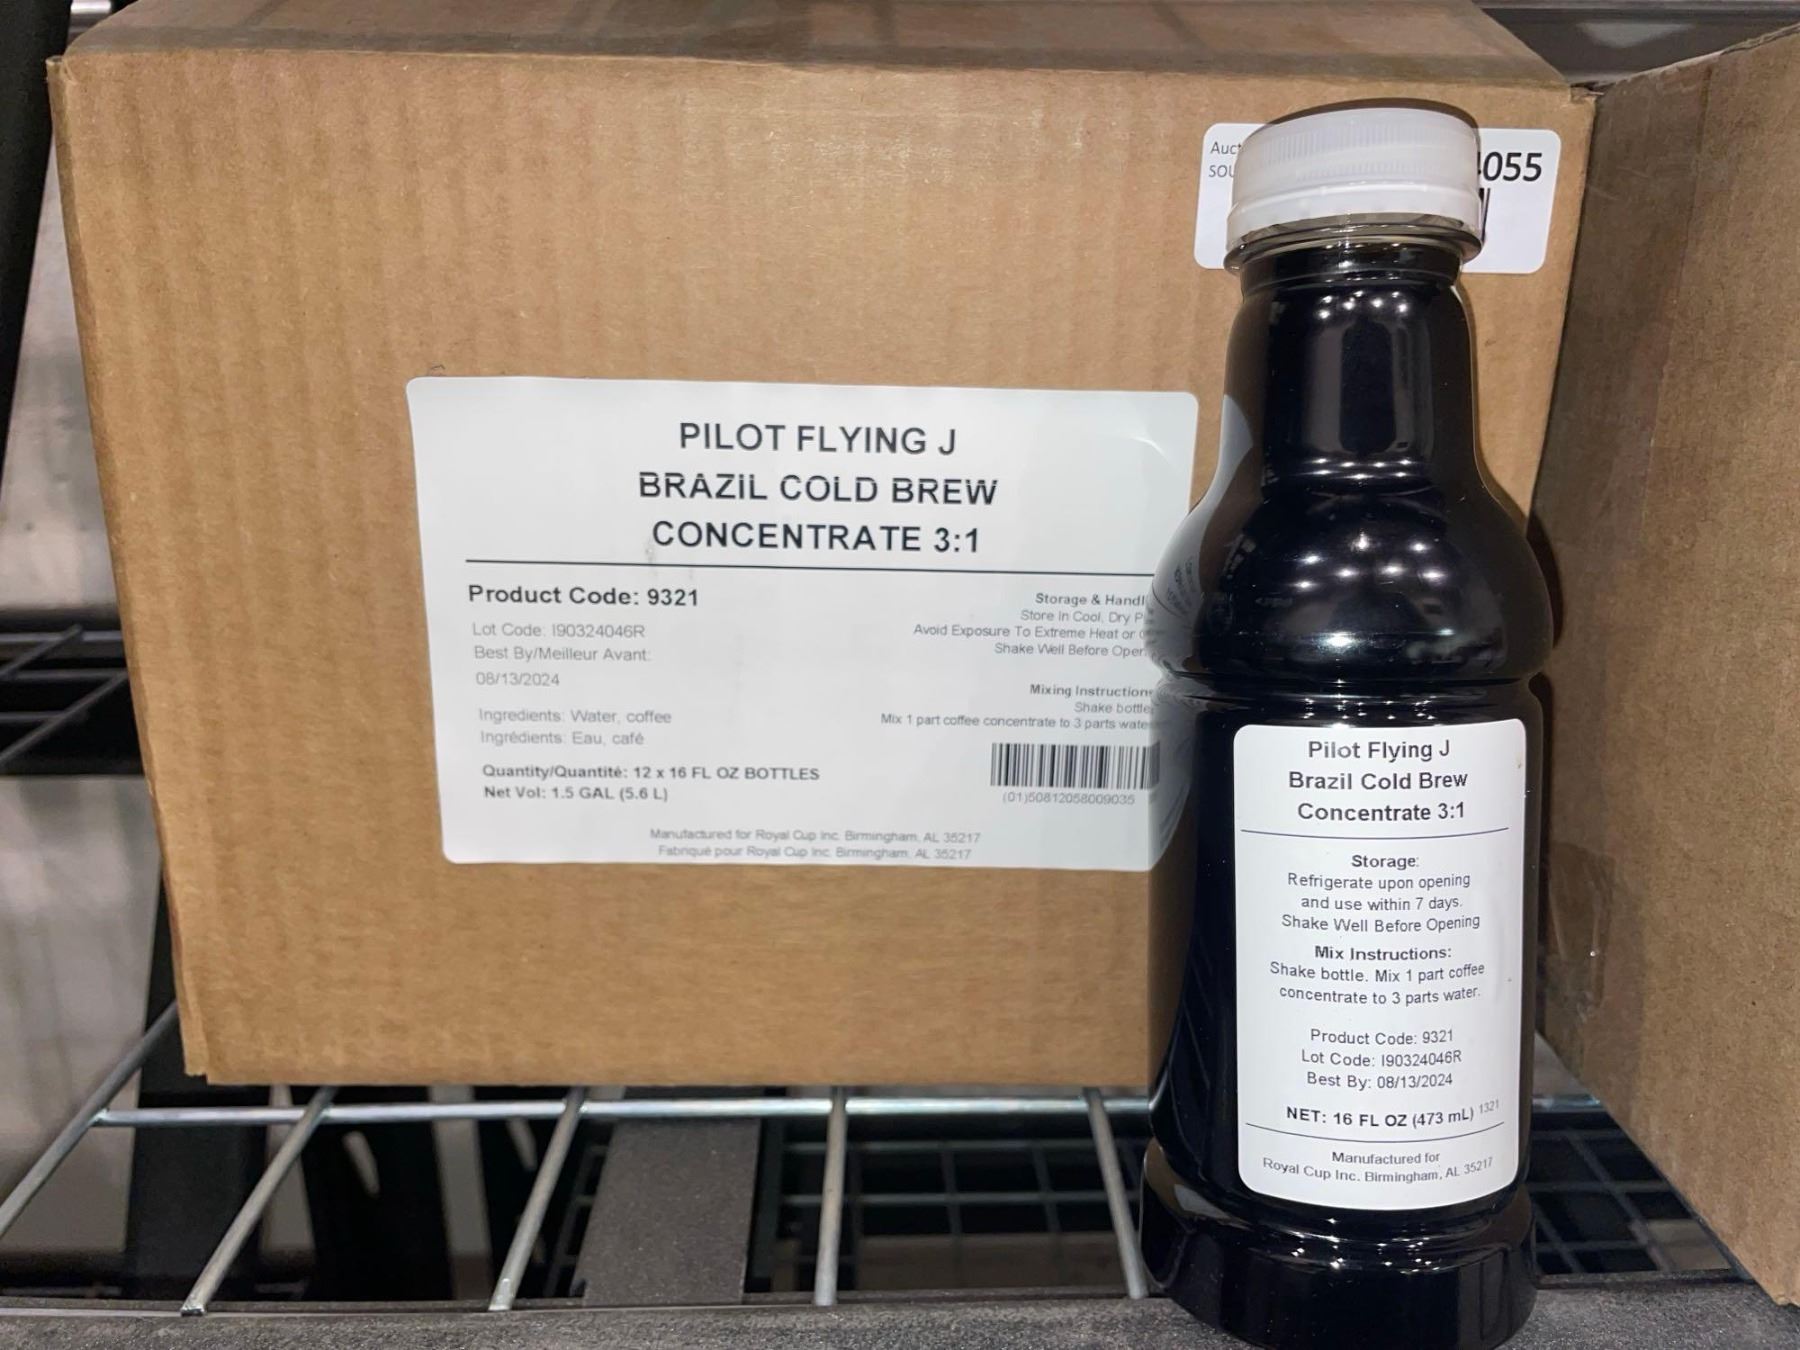 055
PILOT FLYING J
BRAZIL COLD BREW
CONCENTRATE 3:1
Product Code: 9321
Lot Code: I90324046R
Best By/Meilleur Avant:
08/13/2024
Ingredients: Water, coffee
Ingrédients: Eau, café
Quantity/Quantité: 12 x 16 FL OZ BOTTLES
Net Vol: 1.5 GAL (5.6 L)
Storage &
Store In Cool, Dry
Avoid Exposure To Extreme Heat or
Shake Well Before
Mixing
Shake
Mix 1 part coffee concentrate to 3 parts
(01)50812058009035
Manufactured for Royal Cup Inc. Birmingham, AL 35217
Fabriqué pour Royal Cup Inc. Birmingham, AL 35217
Pilot Flying J
Brazil Cold Brew
Concentrate 3:1
Storage:
Refrigerate upon opening
and use within 7 days.
Shake Well Before Opening
Mix Instructions:
Shake bottle. Mix 1 part coffee
concentrate to 3 parts water.
Product Code: 9321
Lot Code: I90324046R
Best By: 08/13/2024
NET: 16 FL OZ (473 mL) 1321
Manufactured for
Royal Cup Inc. Birmingham, AL 35217